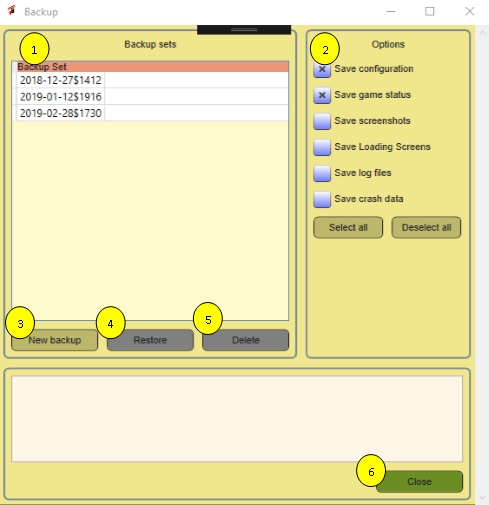 Backup
1
Backup sets
Backup Set
2018-12-27$1412
2019-01-12$1916
2019-02-28$1730
3
New backup
4
Restore
5
Delete
2
Options
Save configuration
Save game status
Save screenshots
Save Loading Screens
Save log files
Save crash data
Select all
Deselect all
6
Close